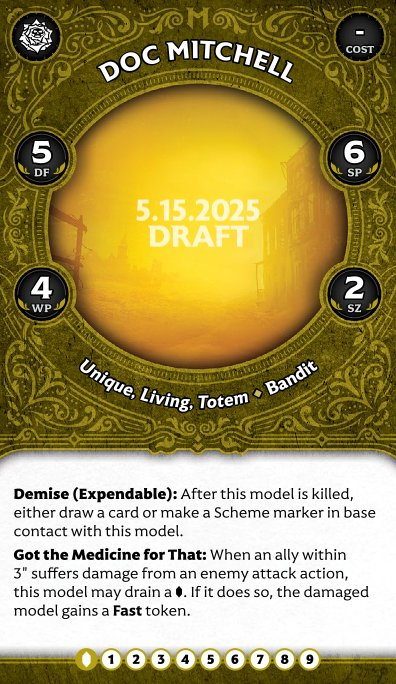 DOC MITCHELL
-
COST
5
DF
6
SP
5.15.2025
DRAFT
4
WP
2
SZ
Unique, Living, Totem ⬥ Bandit
Demise (Expendable): After this model is killed,
either draw a card or make a Scheme marker in base
contact with this model.
Got the Medicine for That: When an ally within
3" suffers damage from an enemy attack action,
this model may drain a ⬮. If it does so, the damaged
model gains a Fast token.
1 2 3 4 5 6 7 8 9